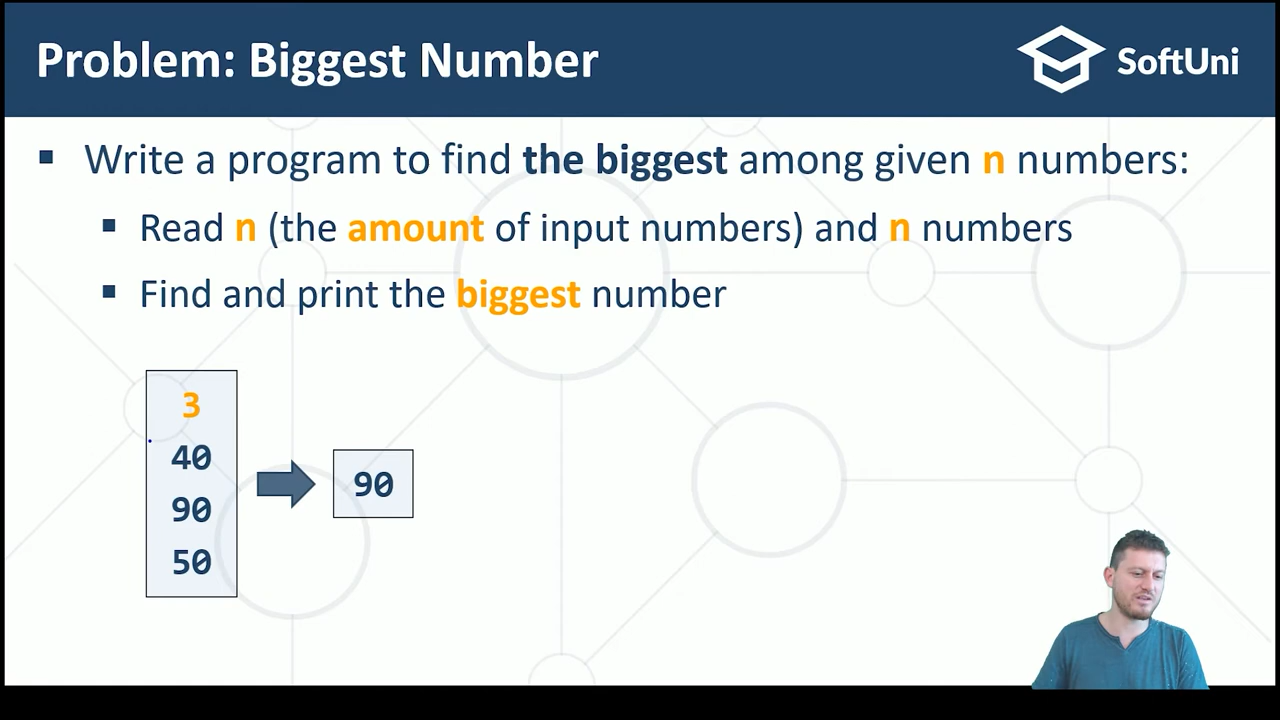 Problem: Biggest Number
SoftUni
▪ Write a program to find the biggest among given n numbers:
▪ Read n (the amount of input numbers) and n numbers
▪ Find and print the biggest number
3
40
90
50
90